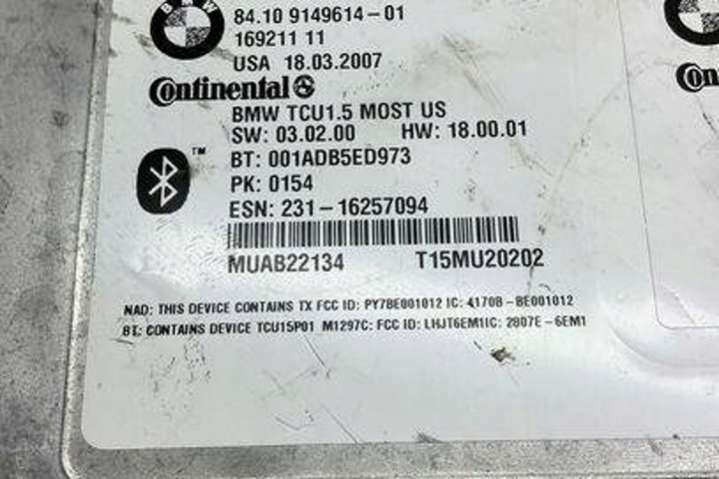 BMW
84.10 9149614-01
169211 11
USA 18.03.2007
Continental
BMW TCU1.5 MOST US
SW: 03.02.00 HW: 18.00.01
BT: 001ADB5ED973
TM
PK: 0154
ESN: 231-16257094
MUAB22134 T15MU20202
NAD: THIS DEVICE CONTAINS TX FCC ID: PY7BE001012 IC: 4170B-BE001012
BT: CONTAINS DEVICE TCU15P01 M1297C: FCC ID: LHJT6EM1IC: 2807E-6EM1